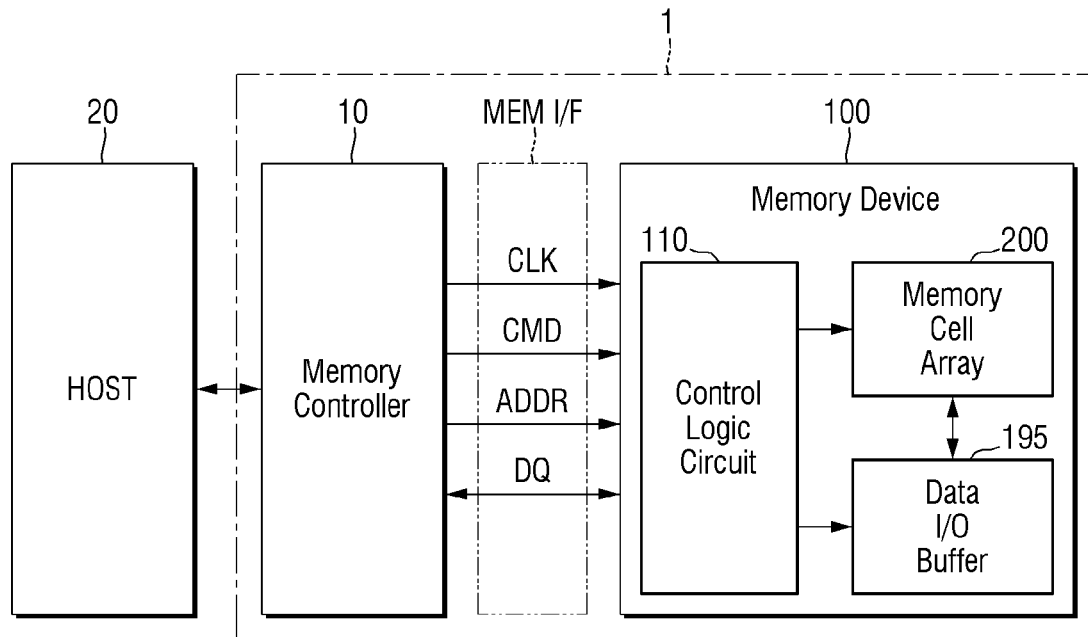 1
20
10
MEM I/F
100
HOST
Memory
Controller
CLK
CMD
ADDR
DQ
Memory Device
110
Control
Logic
Circuit
200
Memory
Cell
Array
195
Data
I/O
Buffer